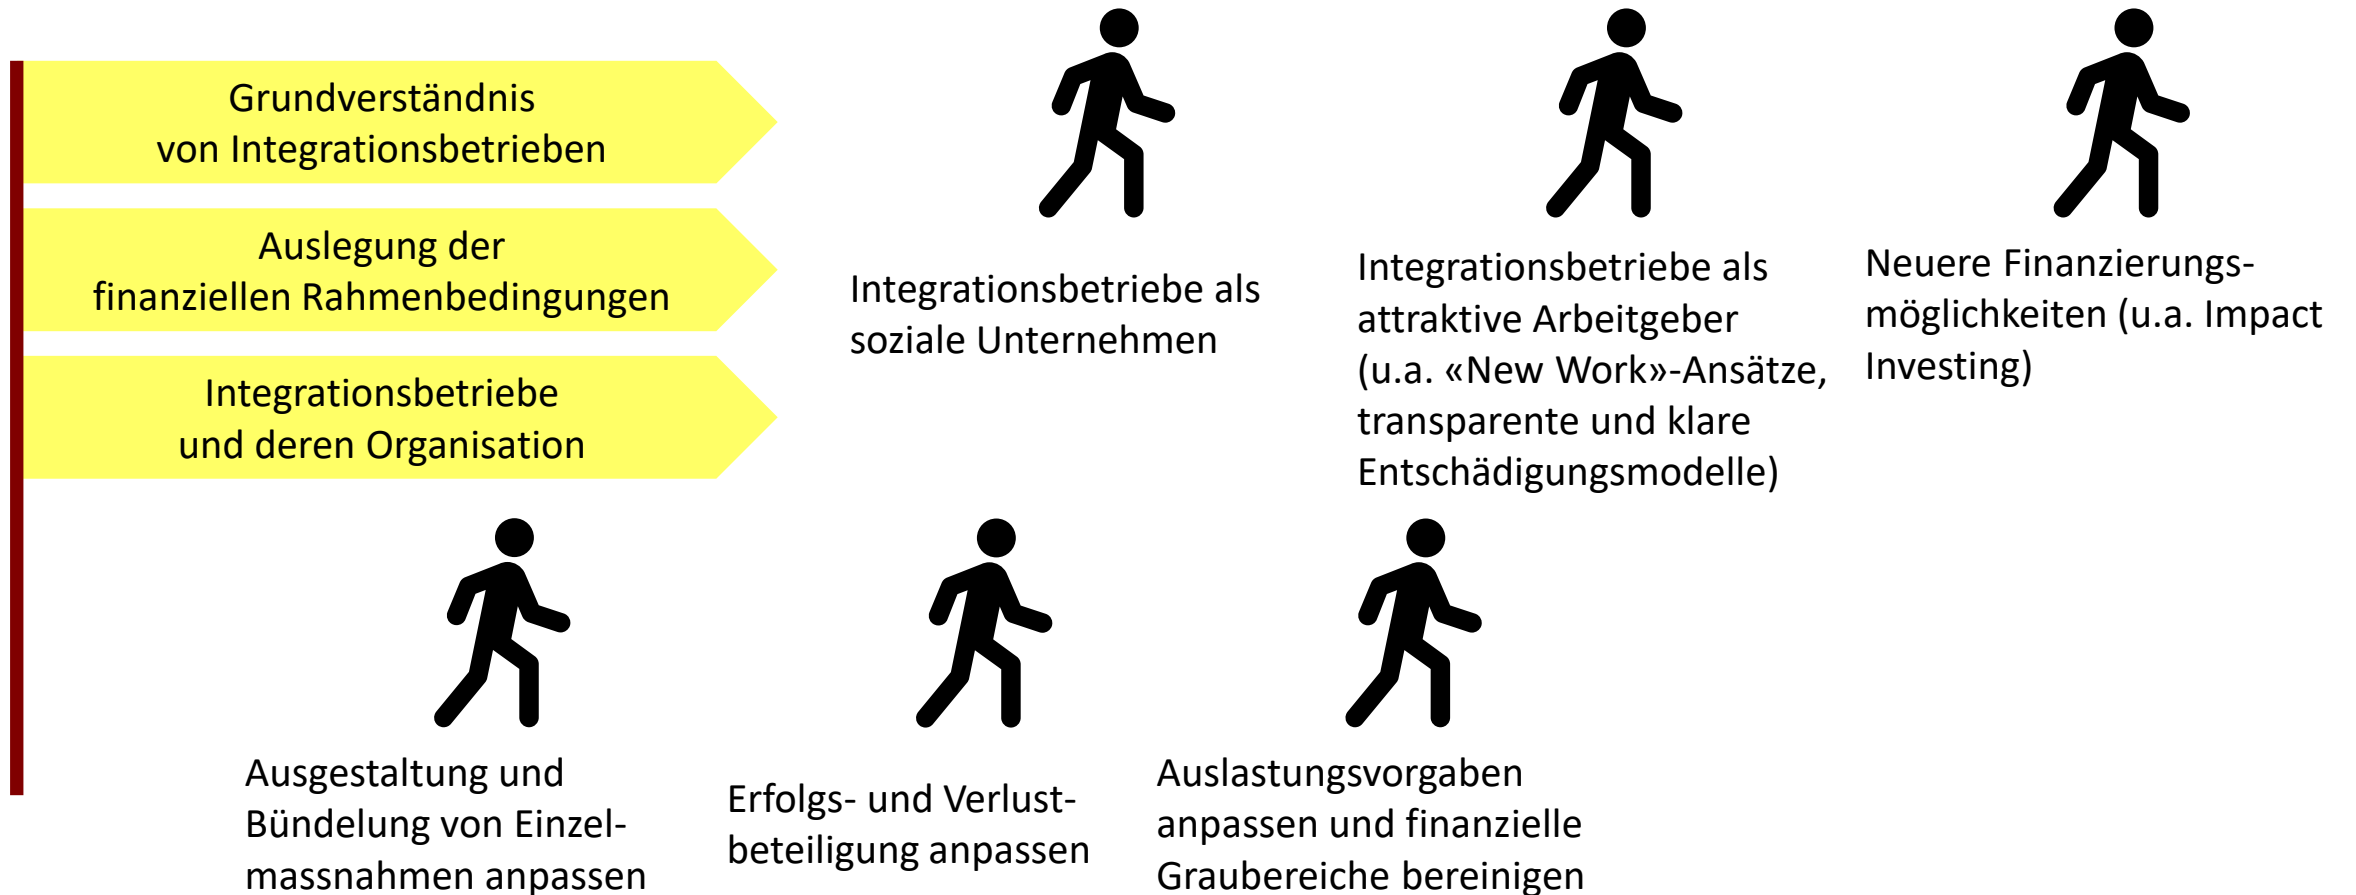 Grundverständnis
von Integrationsbetrieben
Auslegung der
finanziellen Rahmenbedingungen
Integrationsbetriebe
und deren Organisation
Integrationsbetriebe als
soziale Unternehmen
Integrationsbetriebe als
attraktive Arbeitgeber
(u.a. «New Work»-Ansätze,
transparente und klare
Entschädigungsmodelle)
Neuere Finanzierungs-
möglichkeiten (u.a. Impact
Investing)
Ausgestaltung und
Bündelung von Einzel-
massnahmen anpassen
Erfolgs- und Verlust-
beteiligung anpassen
Auslastungsvorgaben
anpassen und finanzielle
Graubereiche bereinigen